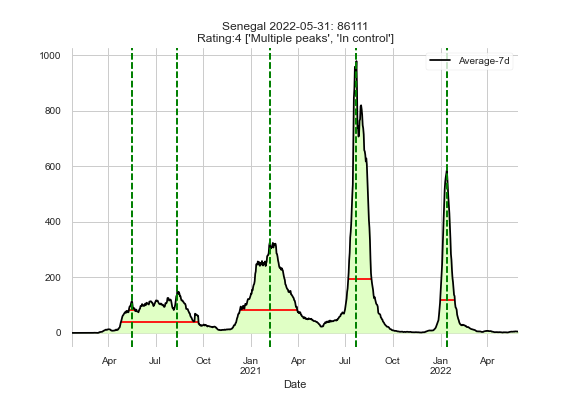 Senegal 2022-05-31: 86111
Rating:4 ['Multiple peaks', 'In control']
Average-7d
1000
800
600
400
200
0
Apr Jul Oct Jan Apr Jul Oct Jan Apr
2021 2022
Date